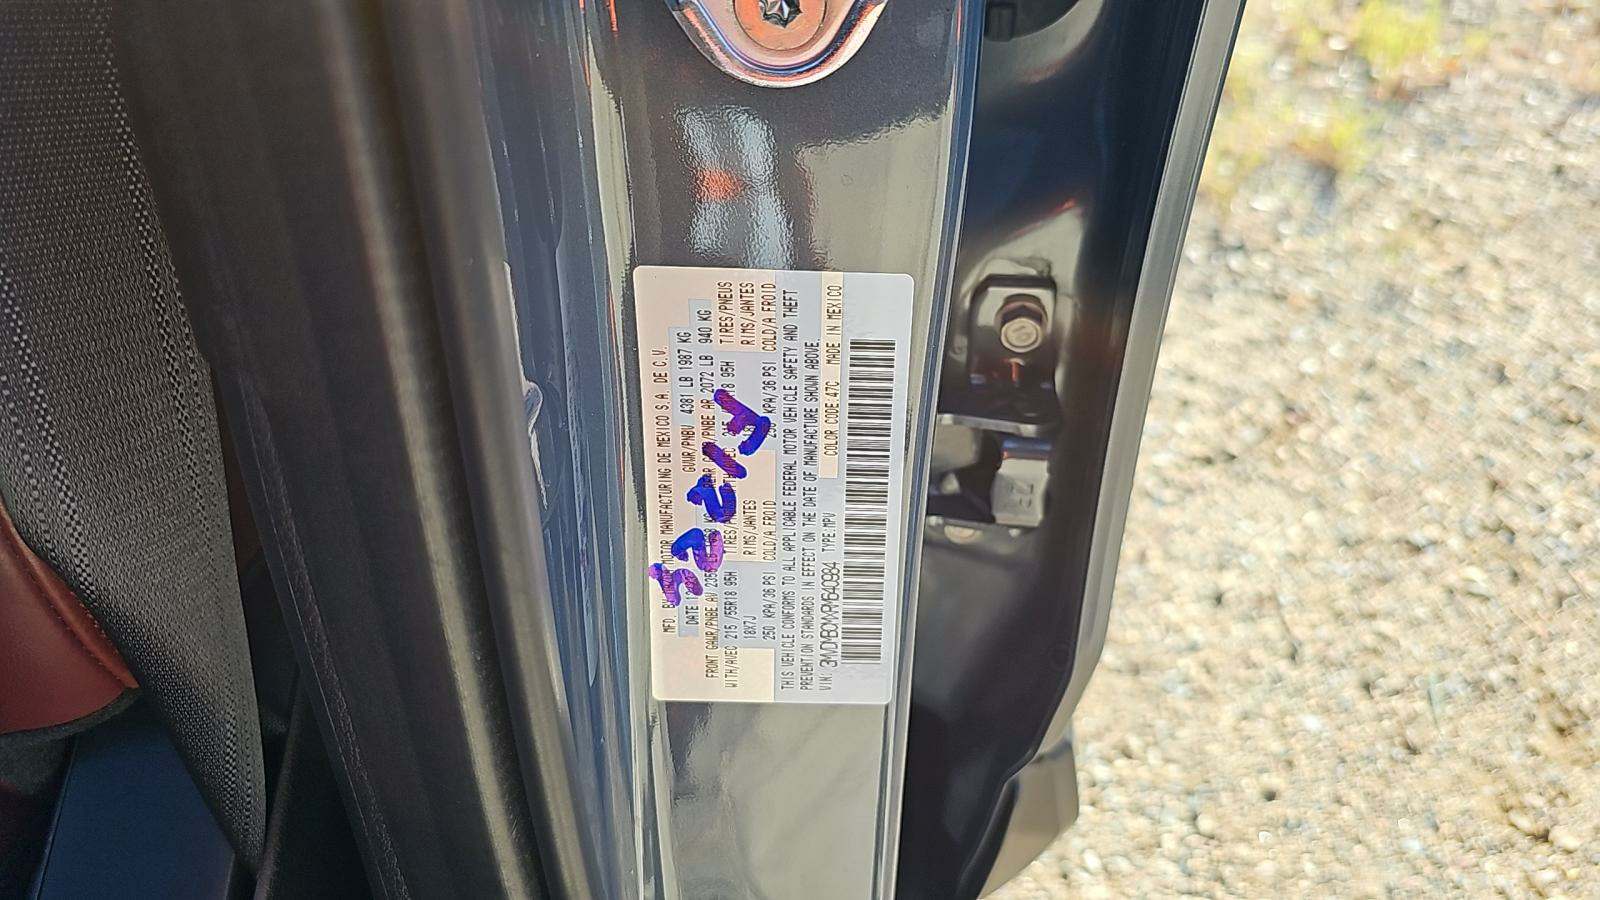 MOTOR MANUFACTURING DE MEXICO S.A. DE C.V.
DATE GVWR/PNBV 4381 LB 1987 KG
FRONT GAWR/PNBE AV KG REAR /PNBE AR 2072 LB 940 KG
WITH/AVEC 215 /55R18 95H TIRES/ 95H TIRES/PNEUS
18X7J RIMS/JANTES RIMS/JANTES
250 KPA/36 PSI COLD/A FROID KPA/36 PSI COLD/A FROID
THIS VEHICLE CONFORMS TO ALL APPLICABLE FEDERAL MOTOR VEHICLE SAFETY AND THEFT
PREVENTION STANDARDS IN EFFECT ON THE DATE OF MANUFACTURE SHOWN ABOVE.
VIN: TYPE:MPV COLOR CODE:47C MADE IN MEXICO